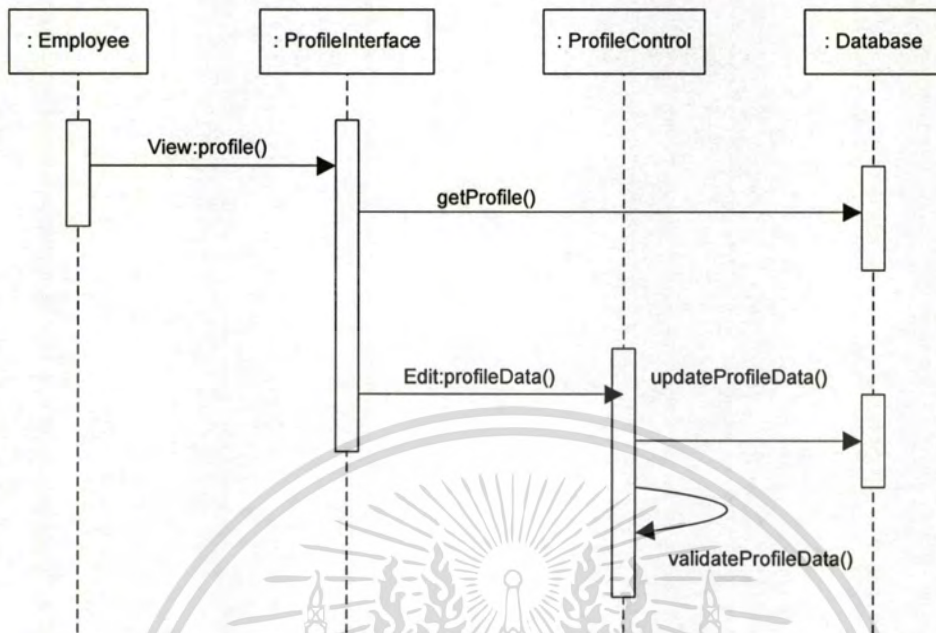 : Employee
: ProfileInterface
: ProfileControl
: Database
View:profile()
getProfile()
Edit:profileData()
updateProfileData()
validateProfileData()